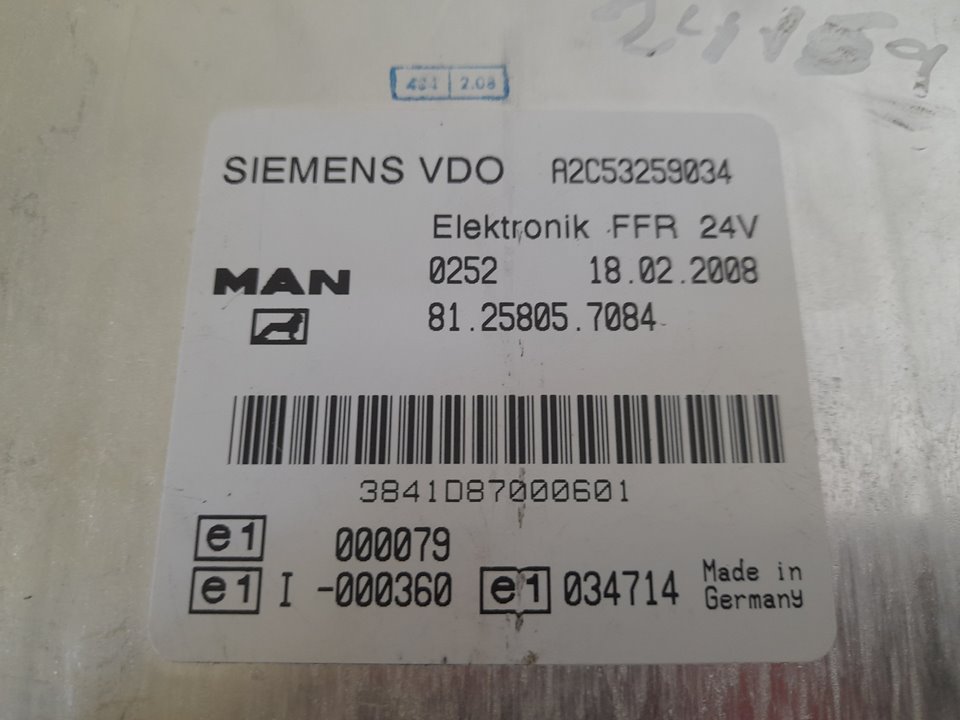 2.08
SIEMENS VDO A2C53259034
Elektronik FFR 24V
MAN 0252 18.02.2008
81.25805.7084
3841D87000601
e1 000079
e1 I -000360 e1 034714 Made in
Germany